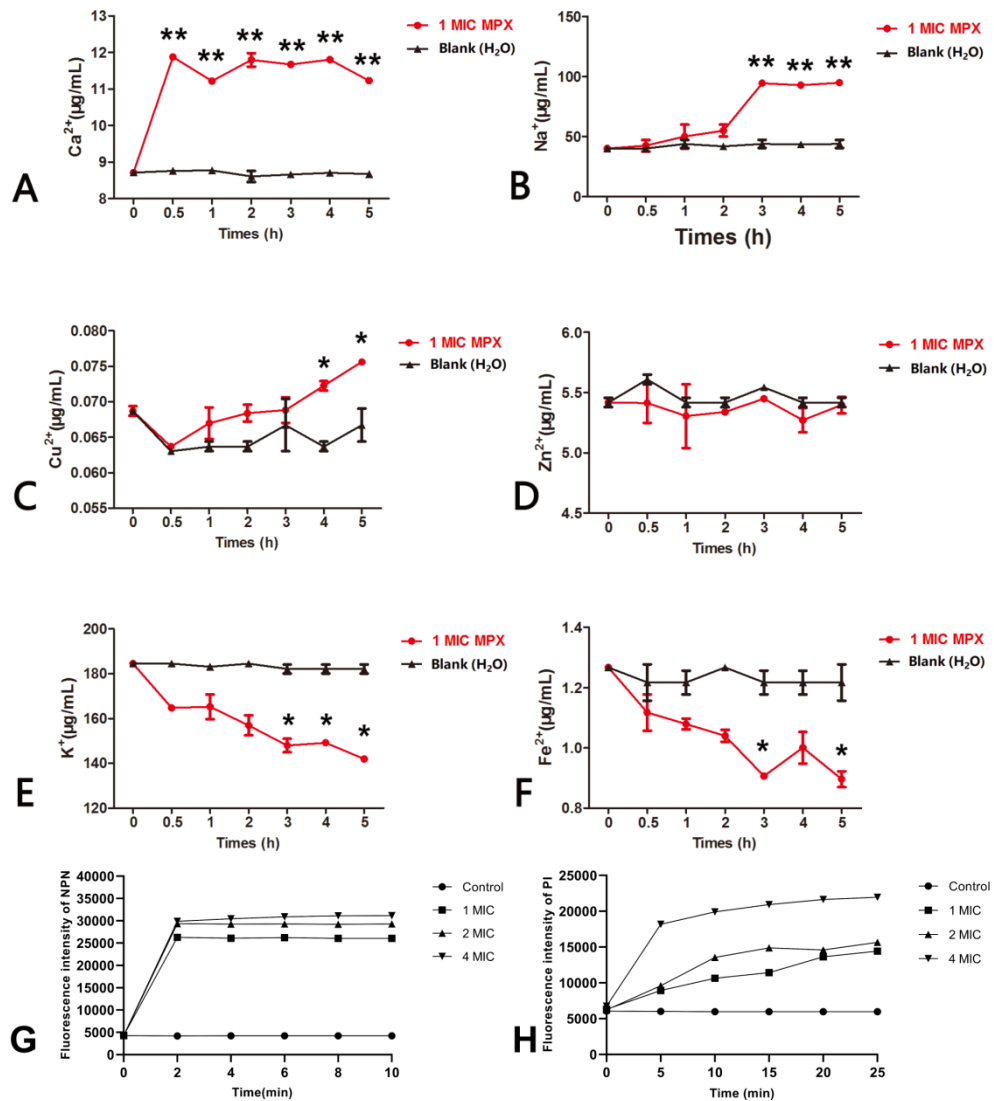 1 MIC MPX
Blank (H₂O)
Ca²⁺(μg/mL)
13
12
11
10
9
8
** ** ** ** ** **
0 0.5 1 2 3 4 5
Times (h)
A
1 MIC MPX
Blank (H₂O)
Na⁺(μg/mL)
150
100
50
0
** ** **
0 0.5 1 2 3 4 5
Times (h)
B
1 MIC MPX
Blank (H₂O)
Cu²⁺(μg/mL)
0.080
0.075
0.070
0.065
0.060
0.055
* *
0 0.5 1 2 3 4 5
Times (h)
C
1 MIC MPX
Blank (H₂O)
Zn²⁺(μg/mL)
6.0
5.5
5.0
4.5
0 0.5 1 2 3 4 5
Times (h)
D
1 MIC MPX
Blank (H₂O)
K⁺(μg/mL)
200
180
160
140
120
* * *
0 0.5 1 2 3 4 5
Times (h)
E
1 MIC MPX
Blank (H₂O)
Fe²⁺(μg/mL)
1.4
1.2
1.0
0.8
* *
0 0.5 1 2 3 4 5
Times (h)
F
Fluorescence intensity of NPN
40000
35000
30000
25000
20000
15000
10000
5000
0
0 2 4 6 8 10
Time(min)
Control
1 MIC
2 MIC
4 MIC
G
Fluorescence intensity of PI
25000
20000
15000
10000
5000
0
0 5 10 15 20 25
Time (min)
Control
1 MIC
2 MIC
4 MIC
H